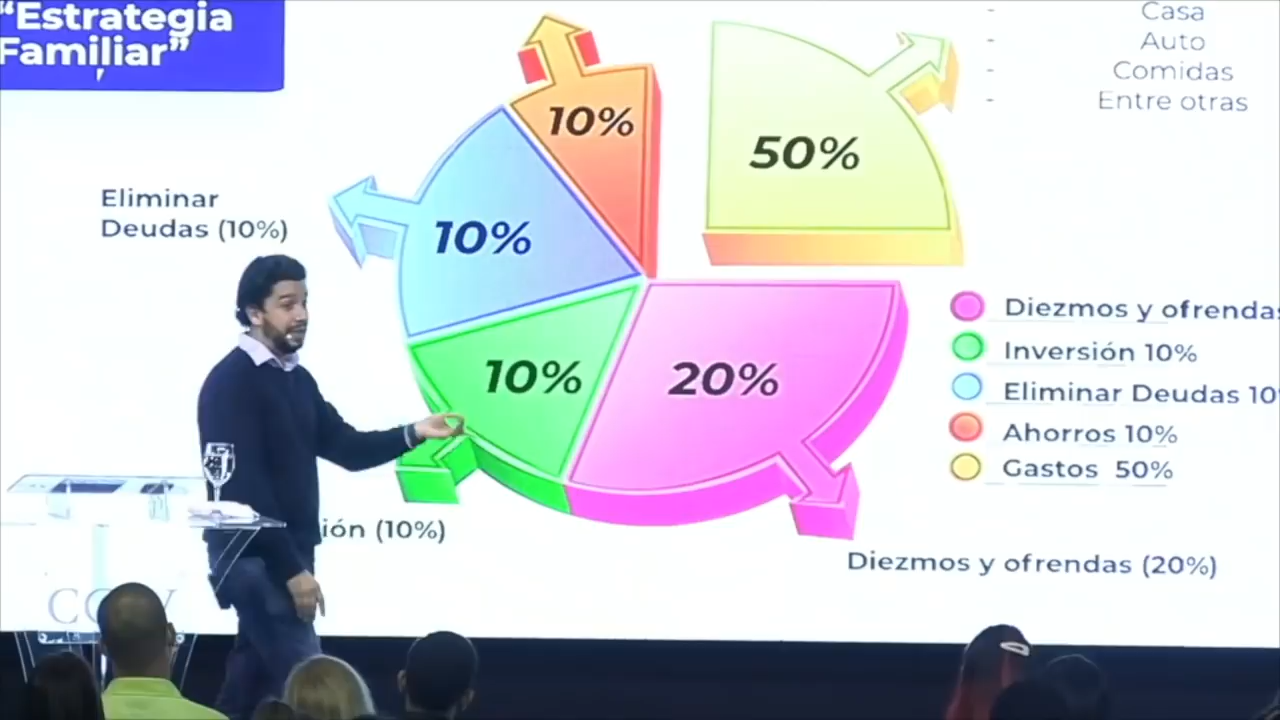 “Estrategia
Familiar”
Casa
Auto
Comidas
Entre otras
Eliminar
Deudas (10%)
10%
50%
10%
10%
20%
Diezmos y ofrendas
Inversión 10%
Eliminar Deudas 10
Ahorros 10%
Gastos 50%
ión (10%)
Diezmos y ofrendas (20%)